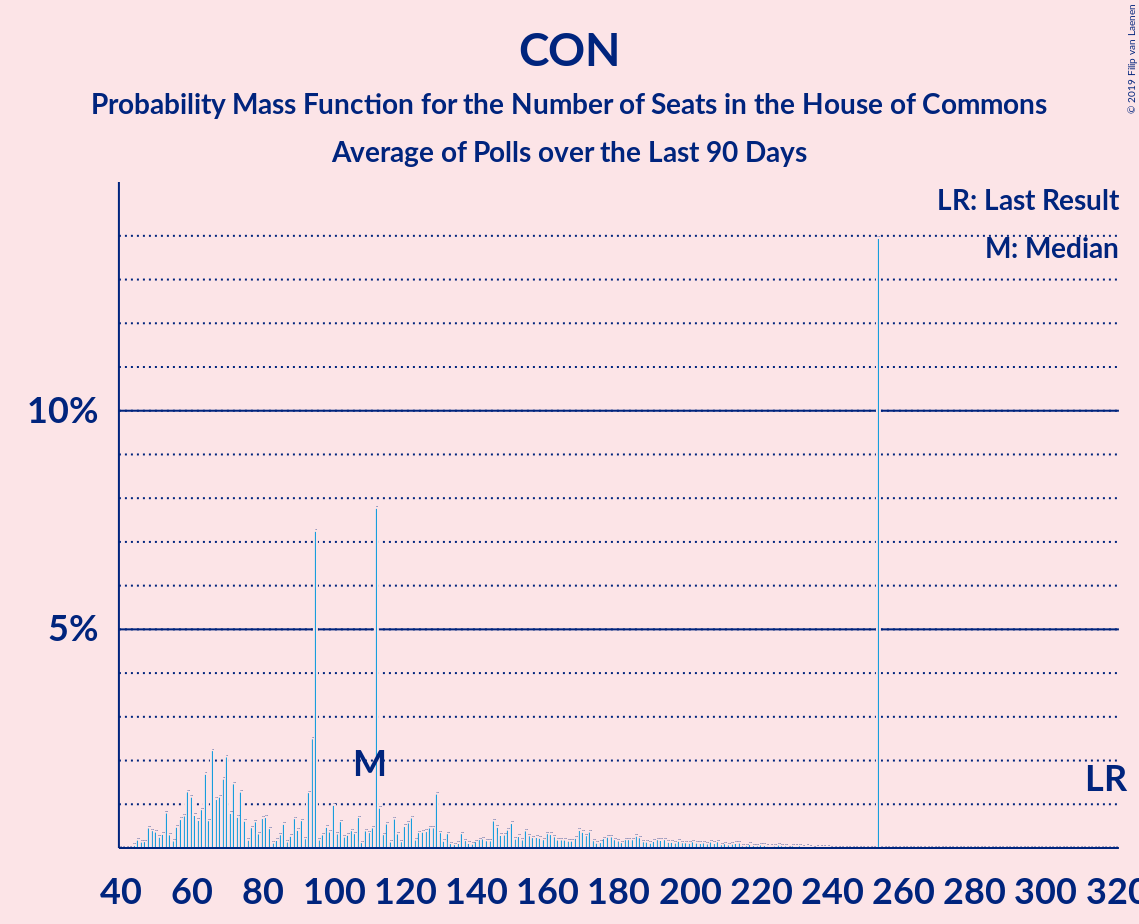 CON
Probability Mass Function for the Number of Seats in the House of Commons
Average of Polls over the Last 90 Days
© 2019 Filip van Laenen
LR: Last Result
M: Median
10%
5%
M
LR
40 60 80 100 120 140 160 180 200 220 240 260 280 300 320